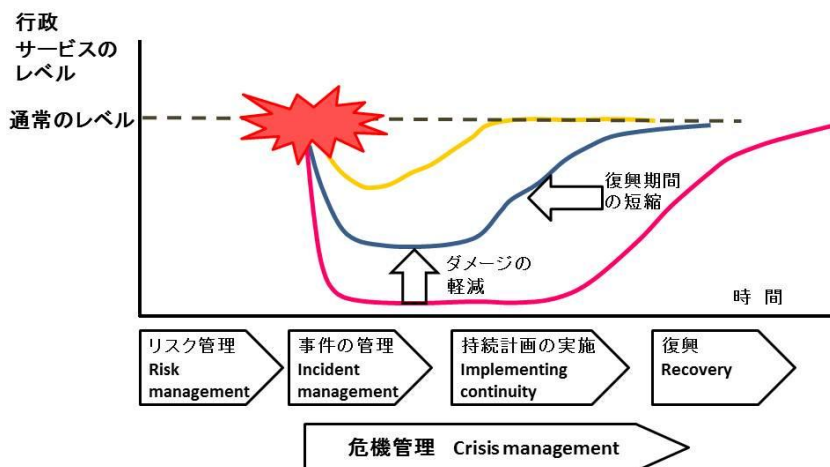 行政
サービスの
レベル
通常のレベル
復興期間
の短縮
ダメージの
軽減
時 間
リスク管理
Risk
management
事件の管理
Incident
management
持続計画の実施
Implementing
continuity
復興
Recovery
危機管理 Crisis management